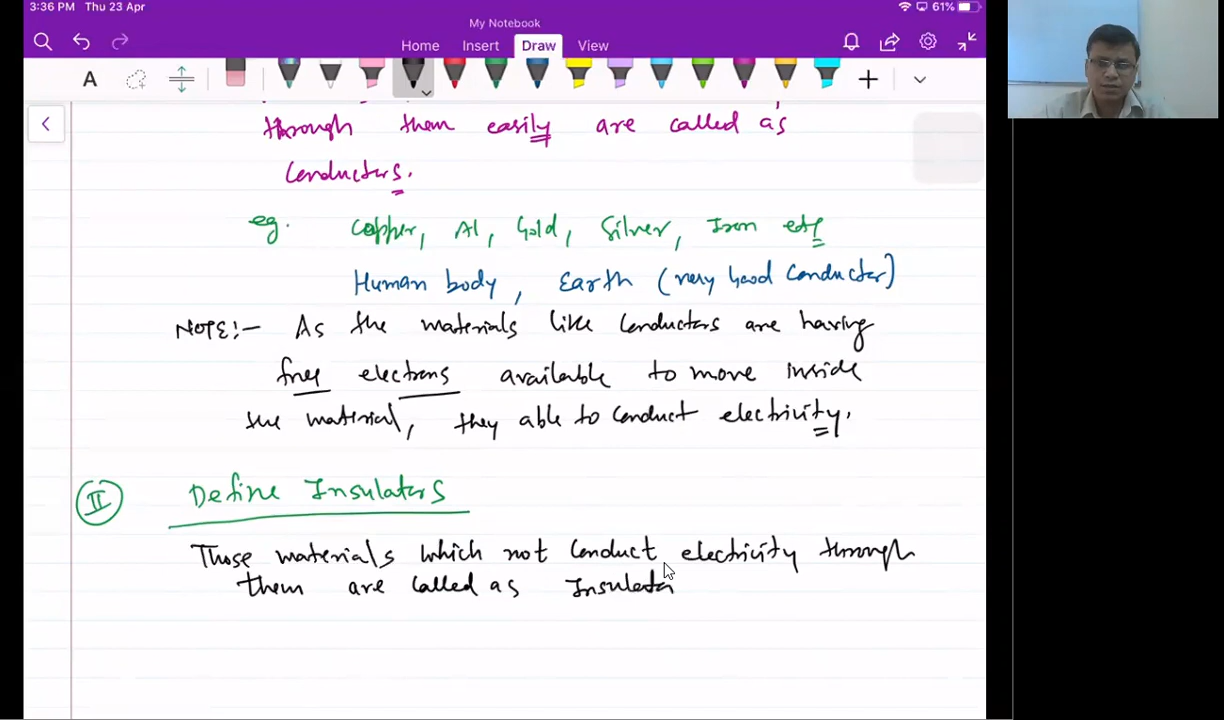 3:36 PM Thu 23 Apr
61%
My Notebook
Home Insert Draw View
A
through them easily are called as
Conductors.
eg. Copper, Al, Gold, Silver, Iron etc
Human body, Earth (very Good Conductor)
NOTE:- As the materials like Conductors are having
free electrons available to move inside
the material, they able to Conduct electricity.
II Define Insulators
Those materials which not Conduct electricity through
them are called as Insulator